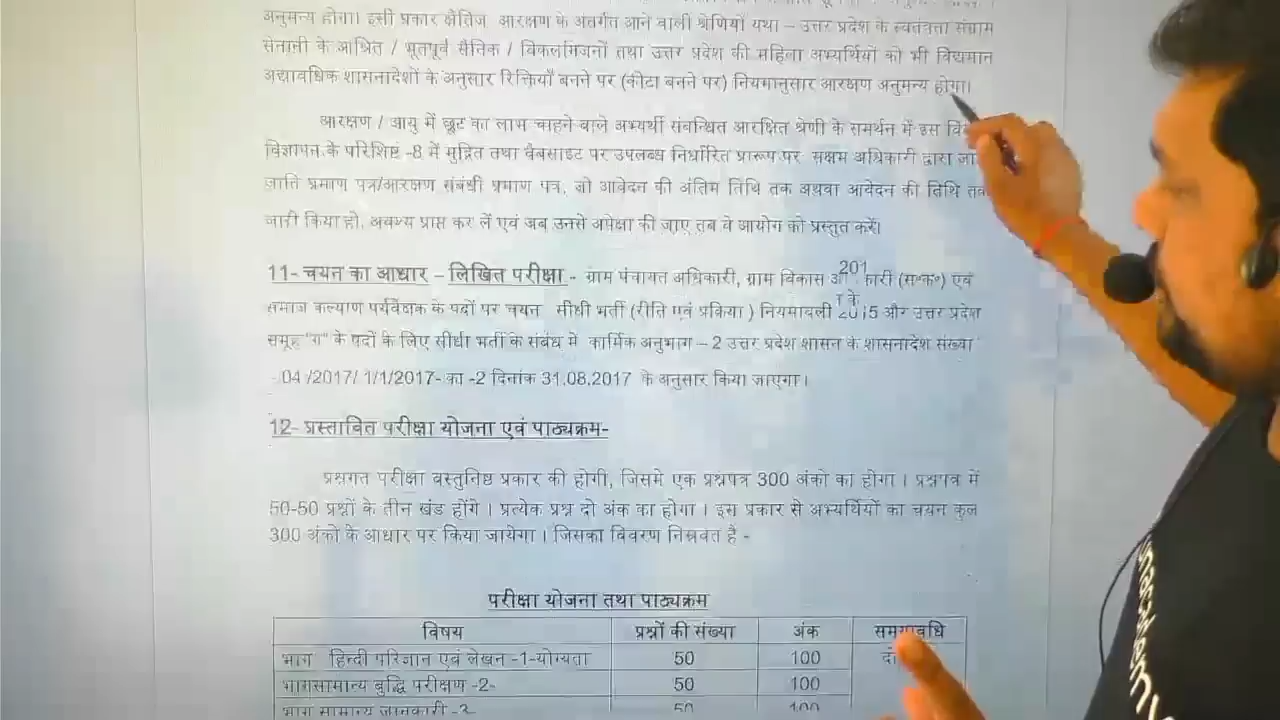 अनुमन्य होगा। इसी प्रकार क्षैतिज आरक्षण के अंतर्गत आने वाली श्रेणियों यथा – उत्तर प्रदेश के स्वतंत्रता संग्राम
सेनानी के आश्रित / भूतपूर्व सैनिक / विकलांगजनों तथा उत्तर प्रदेश की महिला अभ्यर्थियों को भी विद्यमान
अद्यावधिक शासनादेशों के अनुसार रिक्तियाँ बनने पर (कोटा बनने पर) नियमानुसार आरक्षण अनुमन्य होगा।
आरक्षण / आयु में छूट का लाभ चाहने वाले अभ्यर्थी संबन्धित आरक्षित श्रेणी के समर्थन में इस
विज्ञापन के परिशिष्ट -8 में मुद्रित तथा वैबसाइट पर उपलब्ध निर्धारित प्रारूप पर सक्षम अधिकारी द्वारा
जाति प्रमाण पत्र/आरक्षण संबंधी प्रमाण पत्र, जो आवेदन की अंतिम तिथि तक अथवा आवेदन की तिथि
जारी किया हो, अवश्य प्राप्त कर लें एवं जब उनसे अपेक्षा की जाए तब वे आयोग को प्रस्तुत करें।
11- चयन का आधार – लिखित परीक्षा - ग्राम पंचायत अधिकारी, ग्राम विकास (स०क०) एवं
समाज कल्याण पर्यवेक्षक के पदों पर चयन सीधी भर्ती (रीति एवं प्रक्रिया ) नियमावली 2015 और उत्तर प्रदेश
समूह "ग" के पदों के लिए सीधी भर्ती के संबंध में कार्मिक अनुभाग – 2 उत्तर प्रदेश शासन के शासनादेश संख्या
-04 /2017/ 1/1/2017- का -2 दिनांक 31.08.2017 के अनुसार किया जाएगा।
12- प्रस्तावित परीक्षा योजना एवं पाठ्यक्रम-
प्रश्नगत परीक्षा वस्तुनिष्ठ प्रकार की होगी, जिसमे एक प्रश्नपत्र 300 अंको का होगा । प्रश्नपत्र में
50-50 प्रश्नों के तीन खंड होंगे । प्रत्येक प्रश्न दो अंक का होगा । इस प्रकार से अभ्यर्थियों का चयन कुल
300 अंकों के आधार पर किया जायेगा । जिसका विवरण निम्नवत है -
परीक्षा योजना तथा पाठ्यक्रम
विषय प्रश्नों की संख्या अंक समयावधि
भाग हिन्दी परिज्ञान एवं लेखन -1-योग्यता 50 100
भागसामान्य बुद्धि परीक्षण -2- 50 100
भाग सामान्य जानकारी -3 50 100